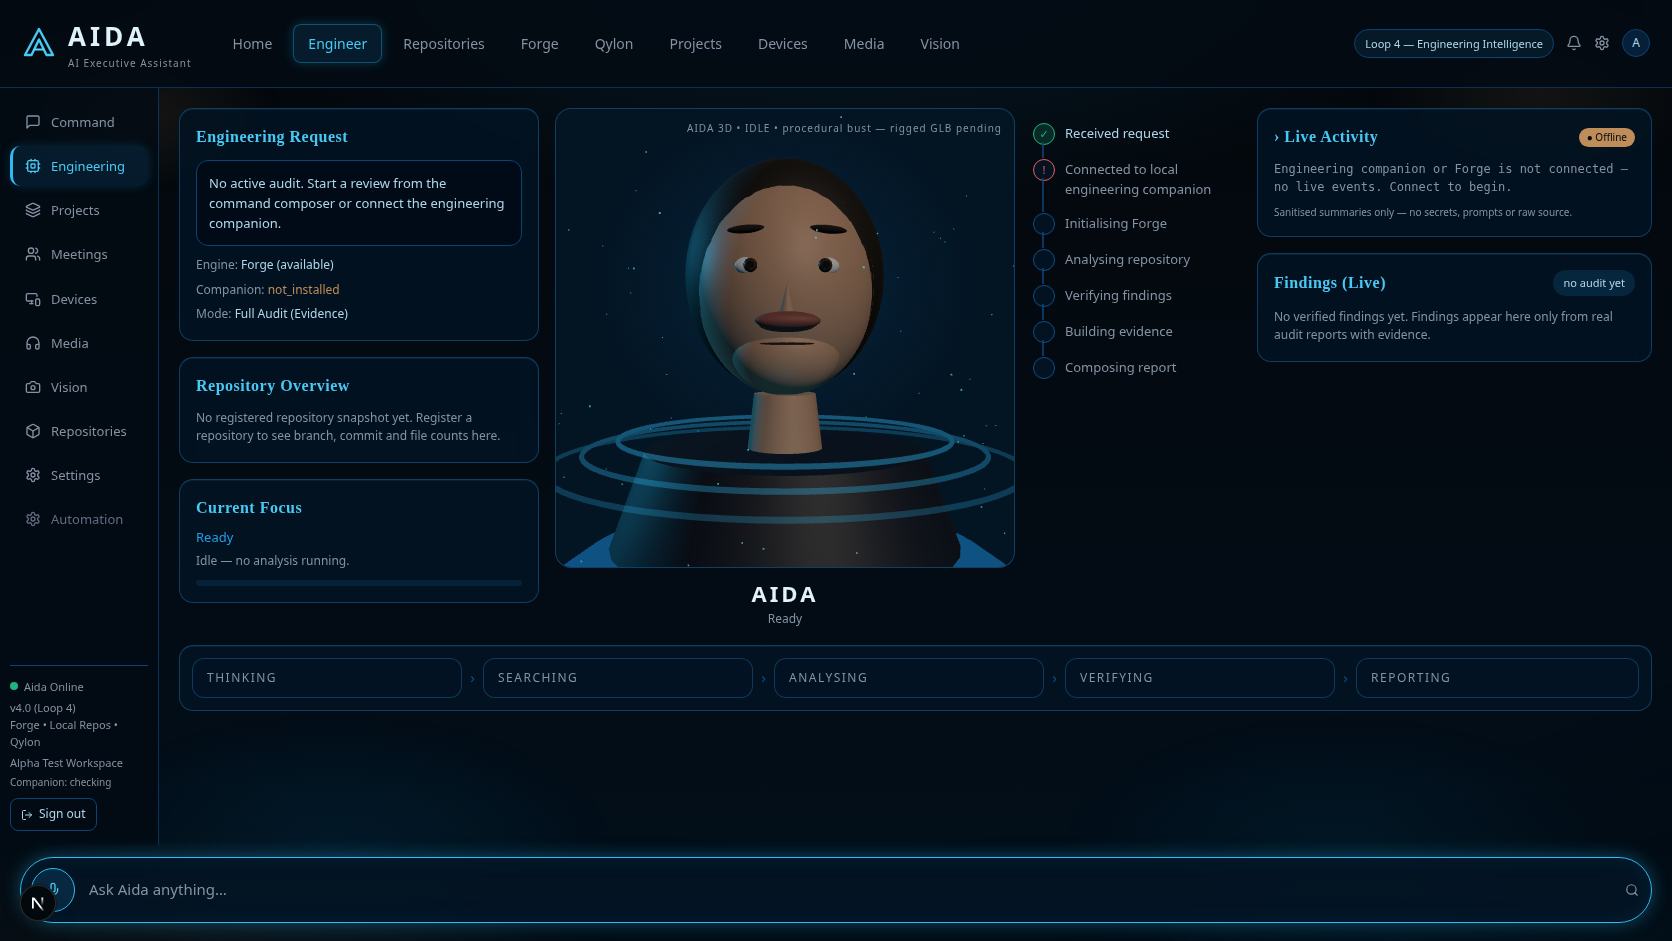 AIDA
AI Executive Assistant
Home
Engineer
Repositories
Forge
Qylon
Projects
Devices
Media
Vision
Loop 4 — Engineering Intelligence
A
Command
Engineering
Projects
Meetings
Devices
Media
Vision
Repositories
Settings
Automation
Aida Online
v4.0 (Loop 4)
Forge • Local Repos •
Qylon
Alpha Test Workspace
Companion: checking
Sign out
Engineering Request
No active audit. Start a review from the
command composer or connect the engineering
companion.
Engine: Forge (available)
Companion: not_installed
Mode: Full Audit (Evidence)
Repository Overview
No registered repository snapshot yet. Register a
repository to see branch, commit and file counts here.
Current Focus
Ready
Idle — no analysis running.
AIDA 3D • IDLE • procedural bust — rigged GLB pending
AIDA
Ready
✓ Received request
! Connected to local
engineering companion
Initialising Forge
Analysing repository
Verifying findings
Building evidence
Composing report
› Live Activity
● Offline
Engineering companion or Forge is not connected —
no live events. Connect to begin.
Sanitised summaries only — no secrets, prompts or raw source.
Findings (Live)
no audit yet
No verified findings yet. Findings appear here only from real
audit reports with evidence.
THINKING › SEARCHING › ANALYSING › VERIFYING › REPORTING
Ask Aida anything...
N